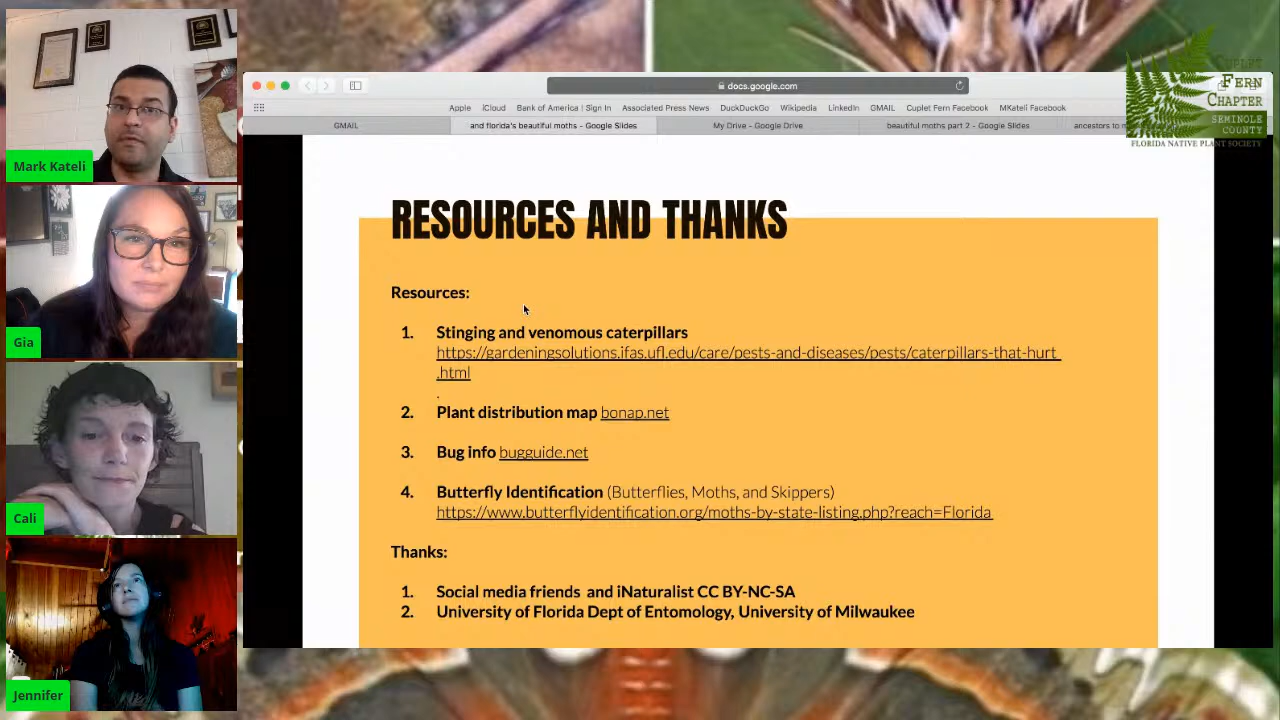 Mark Kateli
Gia
Cali
Jennifer
docs.google.com
Apple iCloud Bank of America | Sign In Associated Press News DuckDuckGo Wikipedia LinkedIn GMAIL Cuplet Fern Facebook MKateli Facebook
GMAIL and florida's beautiful moths - Google Slides My Drive - Google Drive beautiful moths part 2 - Google Slides ancestors to
CUPLET
FERN
CHAPTER
SEMINOLE
COUNTY
FLORIDA NATIVE PLANT SOCIETY
RESOURCES AND THANKS
Resources:
1. Stinging and venomous caterpillars
https://gardeningsolutions.ifas.ufl.edu/care/pests-and-diseases/pests/caterpillars-that-hurt
.html
.
2. Plant distribution map bonap.net
3. Bug info bugguide.net
4. Butterfly Identification (Butterflies, Moths, and Skippers)
https://www.butterflyidentification.org/moths-by-state-listing.php?reach=Florida
Thanks:
1. Social media friends and iNaturalist CC BY-NC-SA
2. University of Florida Dept of Entomology, University of Milwaukee